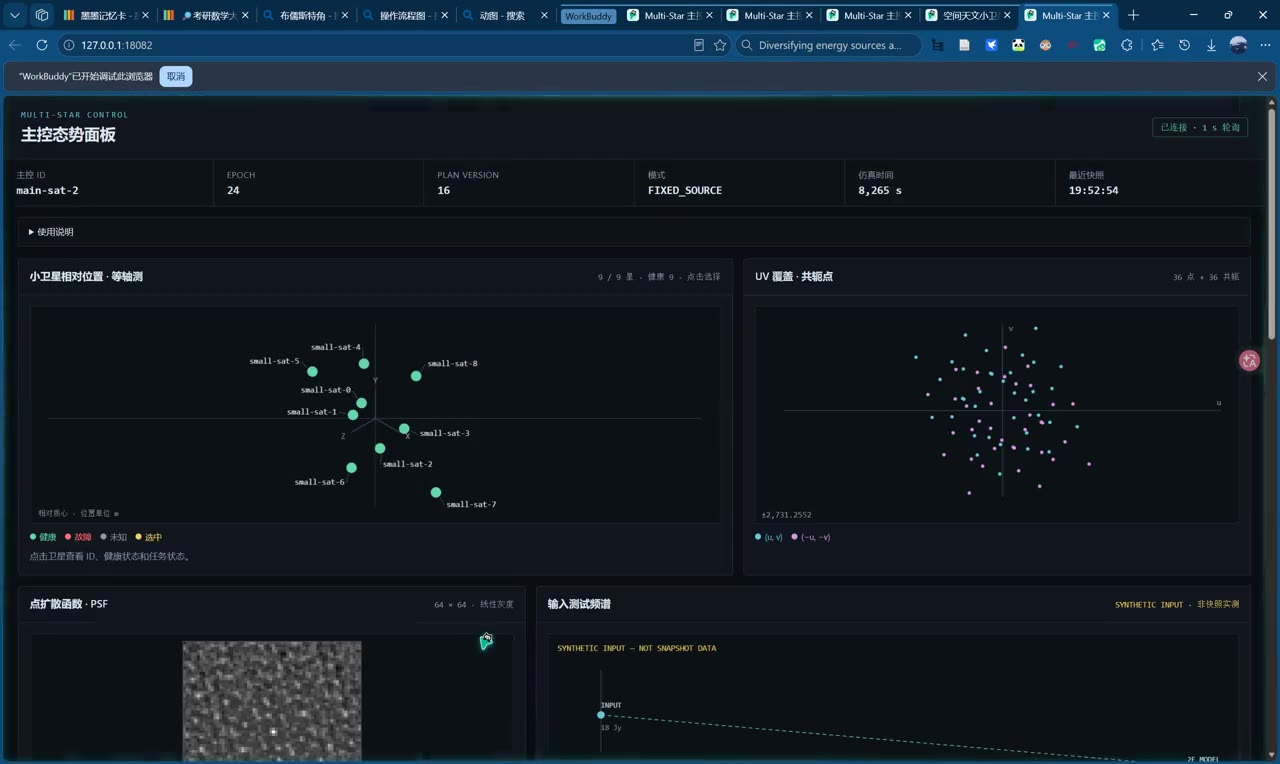 墨墨记忆卡 -
考研数学大
布儒斯特角 -
操作流程图 -
动图 - 搜索
WorkBuddy
Multi-Star 主控
Multi-Star 主控
Multi-Star 主控
空间天文小卫
Multi-Star 主控
127.0.0.1:18082
Diversifying energy sources a...
"WorkBuddy"已开始调试此浏览器
取消
MULTI-STAR CONTROL
主控态势面板
已连接 · 1 s 轮询
主控 ID
main-sat-2
EPOCH
24
PLAN VERSION
16
模式
FIXED_SOURCE
仿真时间
8,265 s
最近快照
19:52:54
使用说明
小卫星相对位置 · 等轴测
9 / 9 星 · 健康 9 · 点击选择
small-sat-4
small-sat-5
small-sat-8
Y
small-sat-0
small-sat-1
small-sat-3
Z
X
small-sat-2
small-sat-6
small-sat-7
相对质心 · 位置单位 m
健康
故障
未知
选中
点击卫星查看 ID、健康状态和任务状态。
UV 覆盖 · 共轭点
36 点 + 36 共轭
v
u
±2,731.2552
(u, v)
(−u, −v)
点扩散函数 · PSF
64 × 64 · 线性灰度
输入测试频谱
SYNTHETIC INPUT · 非快照实测
SYNTHETIC INPUT — NOT SNAPSHOT DATA
INPUT
18 Jy